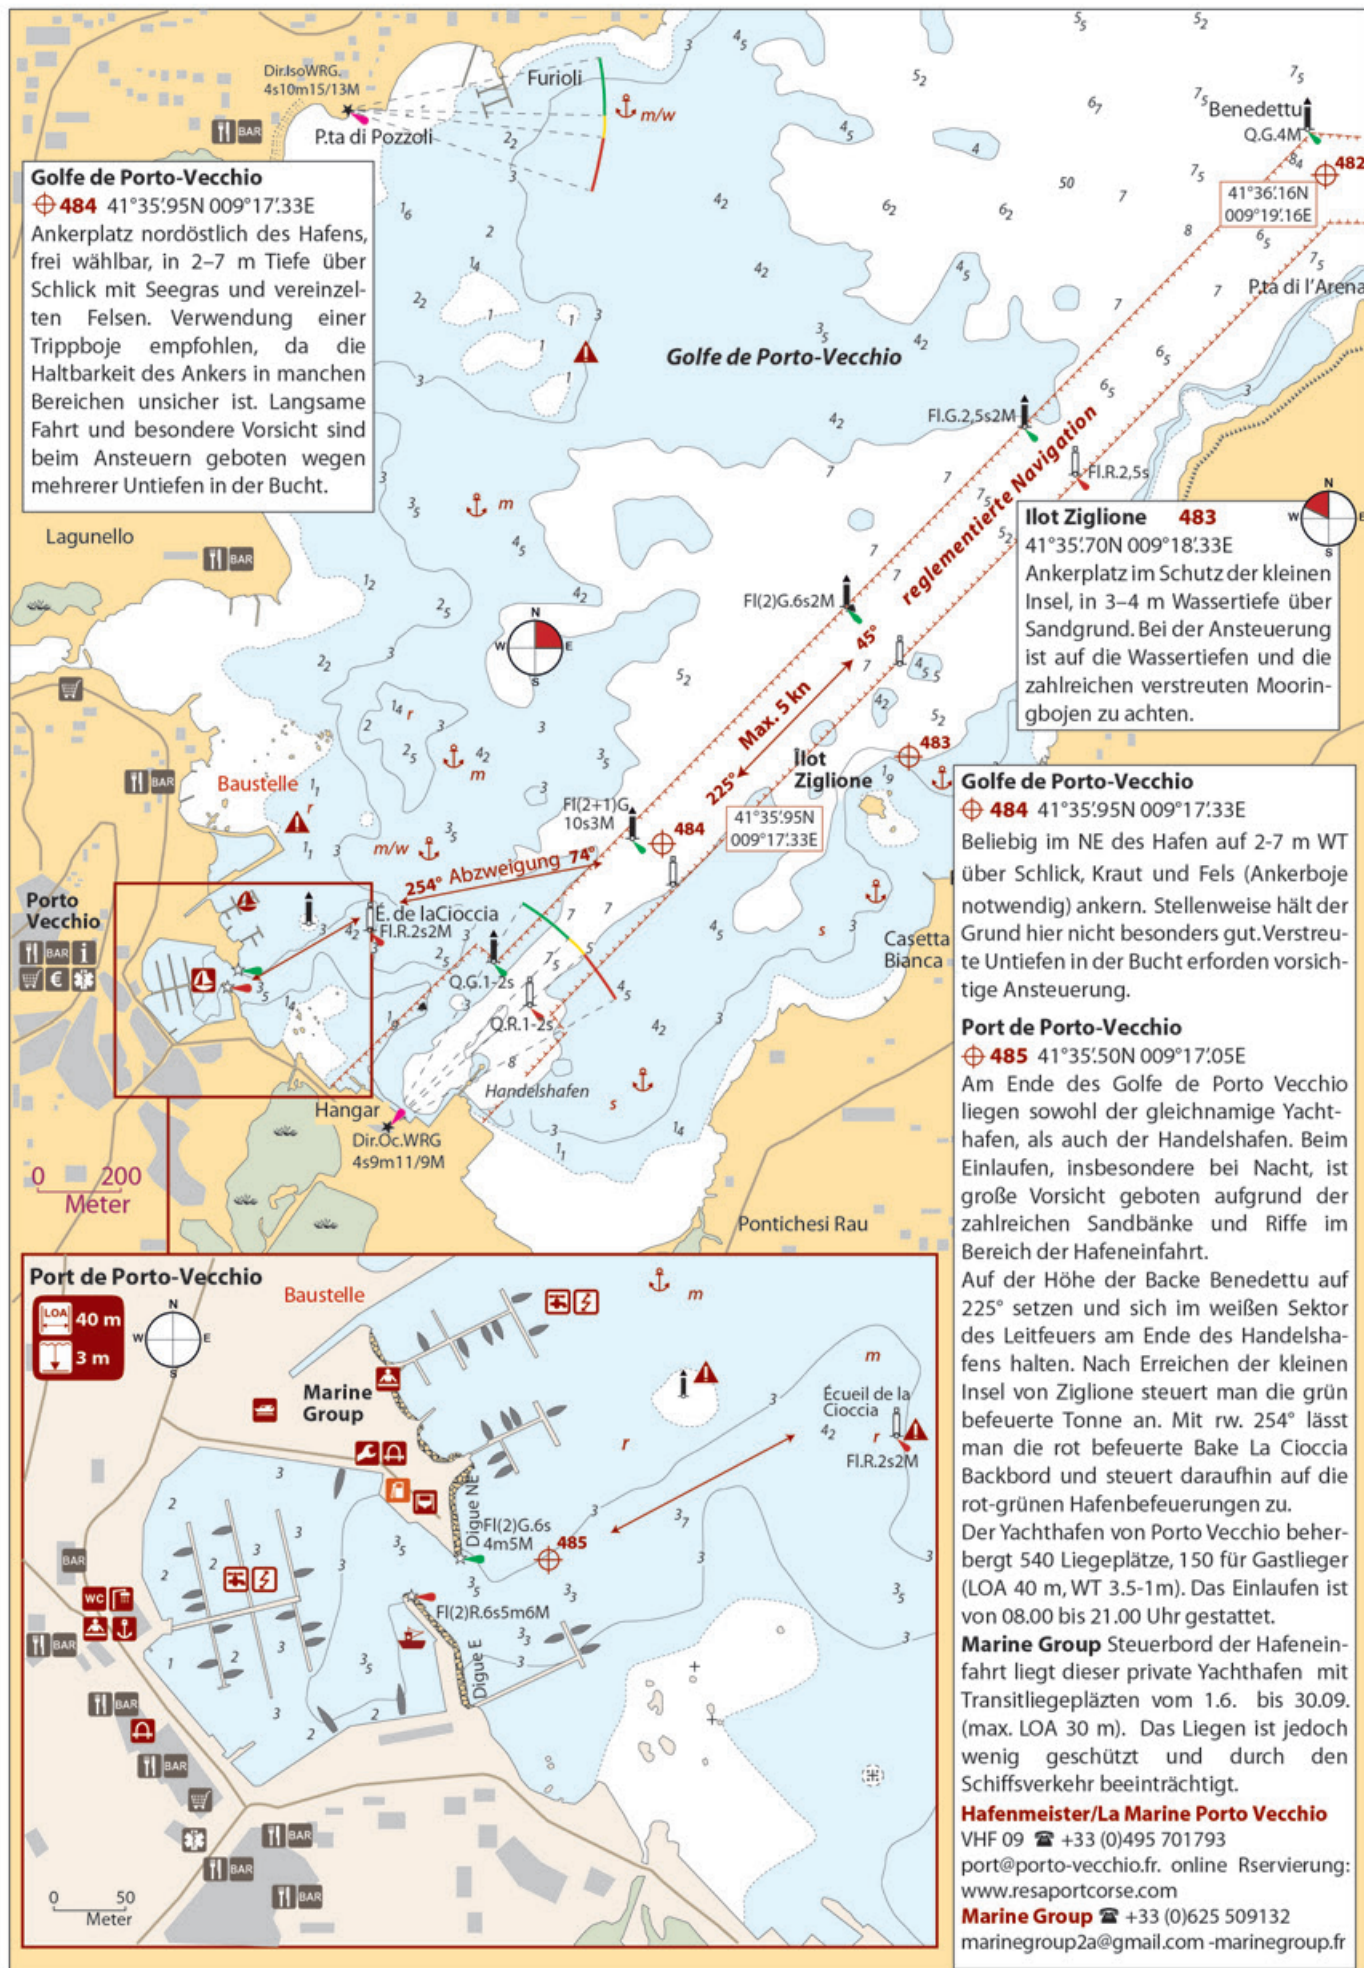 Dir.IsoWRG.
4s10m15/13M
P.ta di Pozzoli
BAR
Furioli
m/w
Benedettu
Q.G.4M
482
41°36'.16N
009°19'.16E
P.ta di l'Arena
Golfe de Porto-Vecchio
484 41°35'.95N 009°17'.33E
Ankerplatz nordöstlich des Hafens,
frei wählbar, in 2–7 m Tiefe über
Schlick mit Seegras und vereinzel-
ten Felsen. Verwendung einer
Trippboje empfohlen, da die
Haltbarkeit des Ankers in manchen
Bereichen unsicher ist. Langsame
Fahrt und besondere Vorsicht sind
beim Ansteuern geboten wegen
mehrerer Untiefen in der Bucht.
Golfe de Porto-Vecchio
Fl.G.2,5s2M
Fl.R.2,5s
reglementierte Navigation
Max. 5 kn
45°
225°
Fl(2)G.6s2M
Lagunello
BAR
m
N
W E
S
Ilot Ziglione 483
41°35'.70N 009°18'.33E
Ankerplatz im Schutz der kleinen
Insel, in 3–4 m Wassertiefe über
Sandgrund. Bei der Ansteuerung
ist auf die Wassertiefen und die
zahlreichen verstreuten Moorin-
gbojen zu achten.
N
W E
S
BAR
Baustelle
r
r
m
m/w
Fl(2+1)G
10s3M
484
41°35'.95N
009°17'.33E
Îlot
Ziglione
483
254° Abzweigung 74°
Porto
Vecchio
BAR i
€
É. de laCioccia
Fl.R.2s2M
Q.G.1-2s
Q.R.1-2s
s
s
Casetta
Bianca
Handelshafen
Hangar
Dir.Oc.WRG
4s9m11/9M
0 200
Meter
Pontichesi Rau
Golfe de Porto-Vecchio
484 41°35'.95N 009°17'.33E
Beliebig im NE des Hafen auf 2-7 m WT
über Schlick, Kraut und Fels (Ankerboje
notwendig) ankern. Stellenweise hält der
Grund hier nicht besonders gut. Verstreu-
te Untiefen in der Bucht erforden vorsich-
tige Ansteuerung.
Port de Porto-Vecchio
485 41°35'.50N 009°17'.05E
Am Ende des Golfe de Porto Vecchio
liegen sowohl der gleichnamige Yacht-
hafen, als auch der Handelshafen. Beim
Einlaufen, insbesondere bei Nacht, ist
große Vorsicht geboten aufgrund der
zahlreichen Sandbänke und Riffe im
Bereich der Hafeneinfahrt.
Auf der Höhe der Backe Benedettu auf
225° setzen und sich im weißen Sektor
des Leitfeuers am Ende des Handelsha-
fens halten. Nach Erreichen der kleinen
Insel von Ziglione steuert man die grün
befeuerte Tonne an. Mit rw. 254° lässt
man die rot befeuerte Bake La Cioccia
Backbord und steuert daraufhin auf die
rot-grünen Hafenbefeuerungen zu.
Der Yachthafen von Porto Vecchio beher-
bergt 540 Liegeplätze, 150 für Gastlieger
(LOA 40 m, WT 3.5-1m). Das Einlaufen ist
von 08.00 bis 21.00 Uhr gestattet.
Marine Group Steuerbord der Hafenein-
fahrt liegt dieser private Yachthafen mit
Transitliegepläzten vom 1.6. bis 30.09.
(max. LOA 30 m). Das Liegen ist jedoch
wenig geschützt und durch den
Schiffsverkehr beeinträchtigt.
Hafenmeister/La Marine Porto Vecchio
VHF 09 ☎ +33 (0)495 701793
port@porto-vecchio.fr. online Rservierung:
www.resaportcorse.com
Marine Group ☎ +33 (0)625 509132
marinegroup2a@gmail.com -marinegroup.fr
Port de Porto-Vecchio
LOA 40 m
3 m
N
W E
S
Baustelle
Marine
Group
m
m
r
r
Écueil de la
Cioccia
Fl.R.2s2M
Digue NE
Fl(2)G.6s
4m5M
485
Fl(2)R.6s5m6M
Digue E
BAR
WC
BAR
BAR
BAR
BAR
BAR
BAR
0 50
Meter